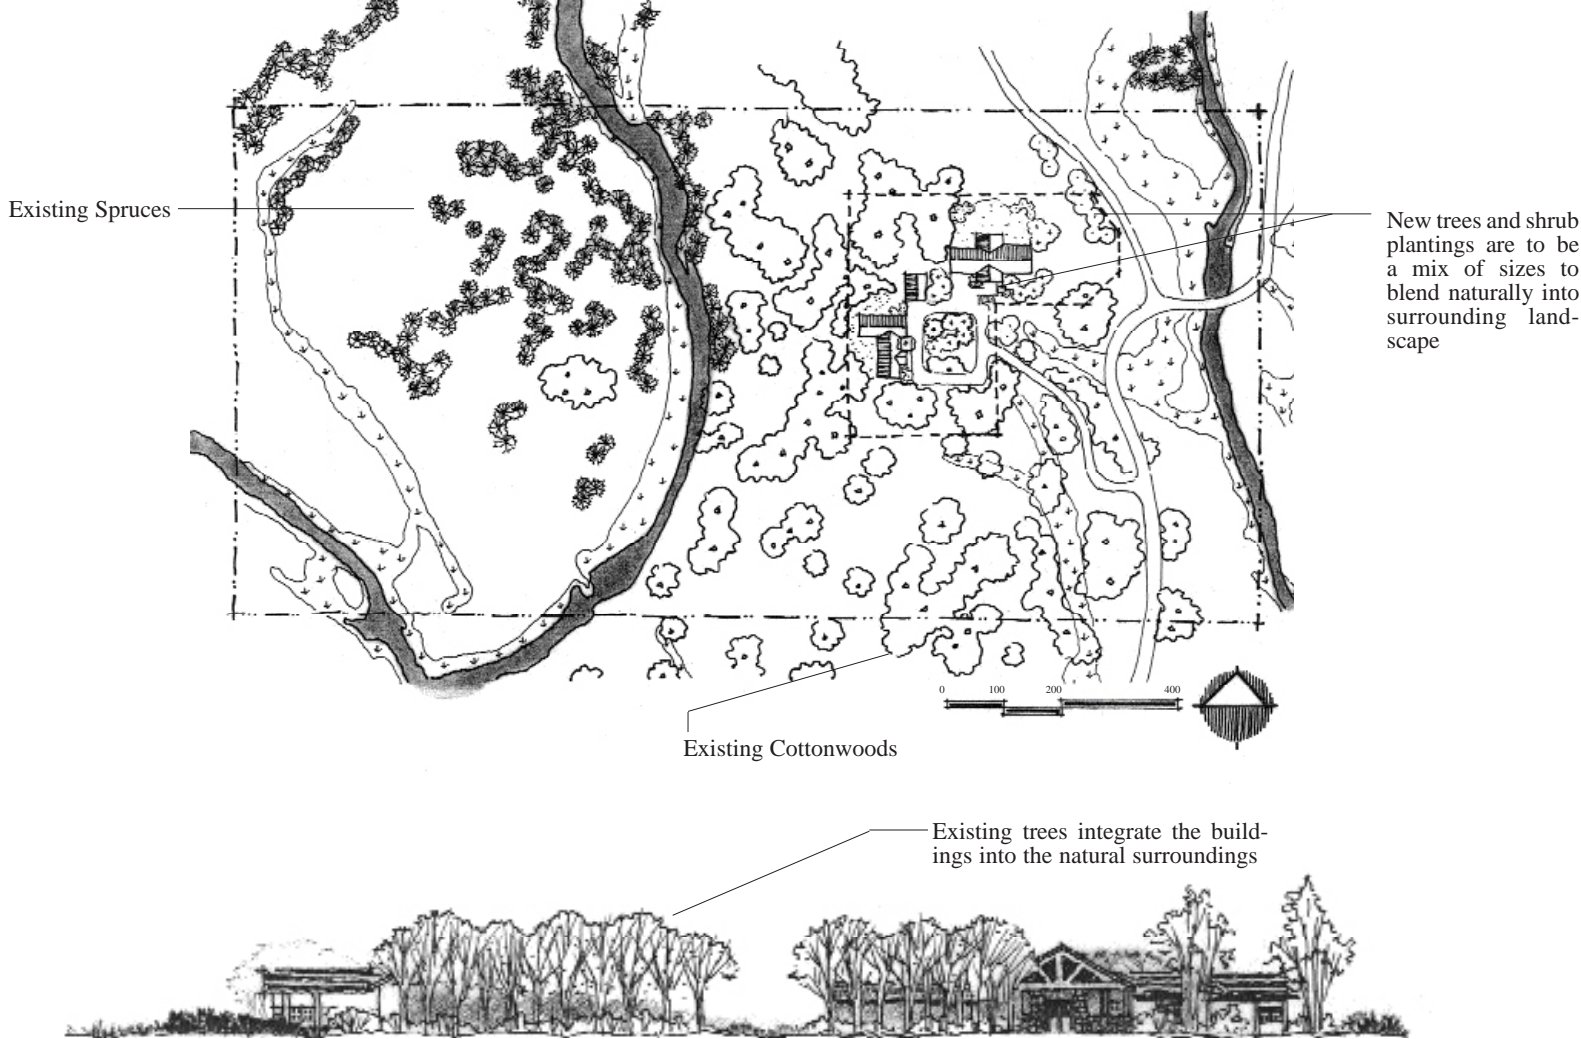 Existing Spruces
New trees and shrub
plantings are to be
a mix of sizes to
blend naturally into
surrounding land-
scape
0 100 200 400
Existing Cottonwoods
Existing trees integrate the build-
ings into the natural surroundings